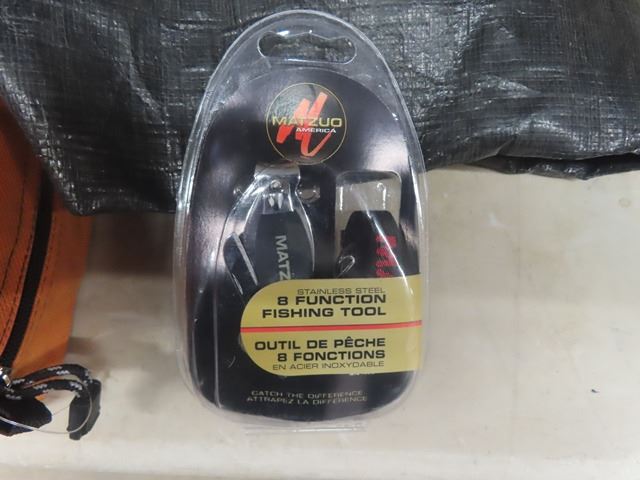 MATZUO
AMERICA
MATZ
STAINLESS STEEL
8 FUNCTION
FISHING TOOL
OUTIL DE PÊCHE
8 FONCTIONS
EN ACIER INOXYDABLE
CATCH THE DIFFERENCE
ATTRAPEZ LA DIFFÉRENCE